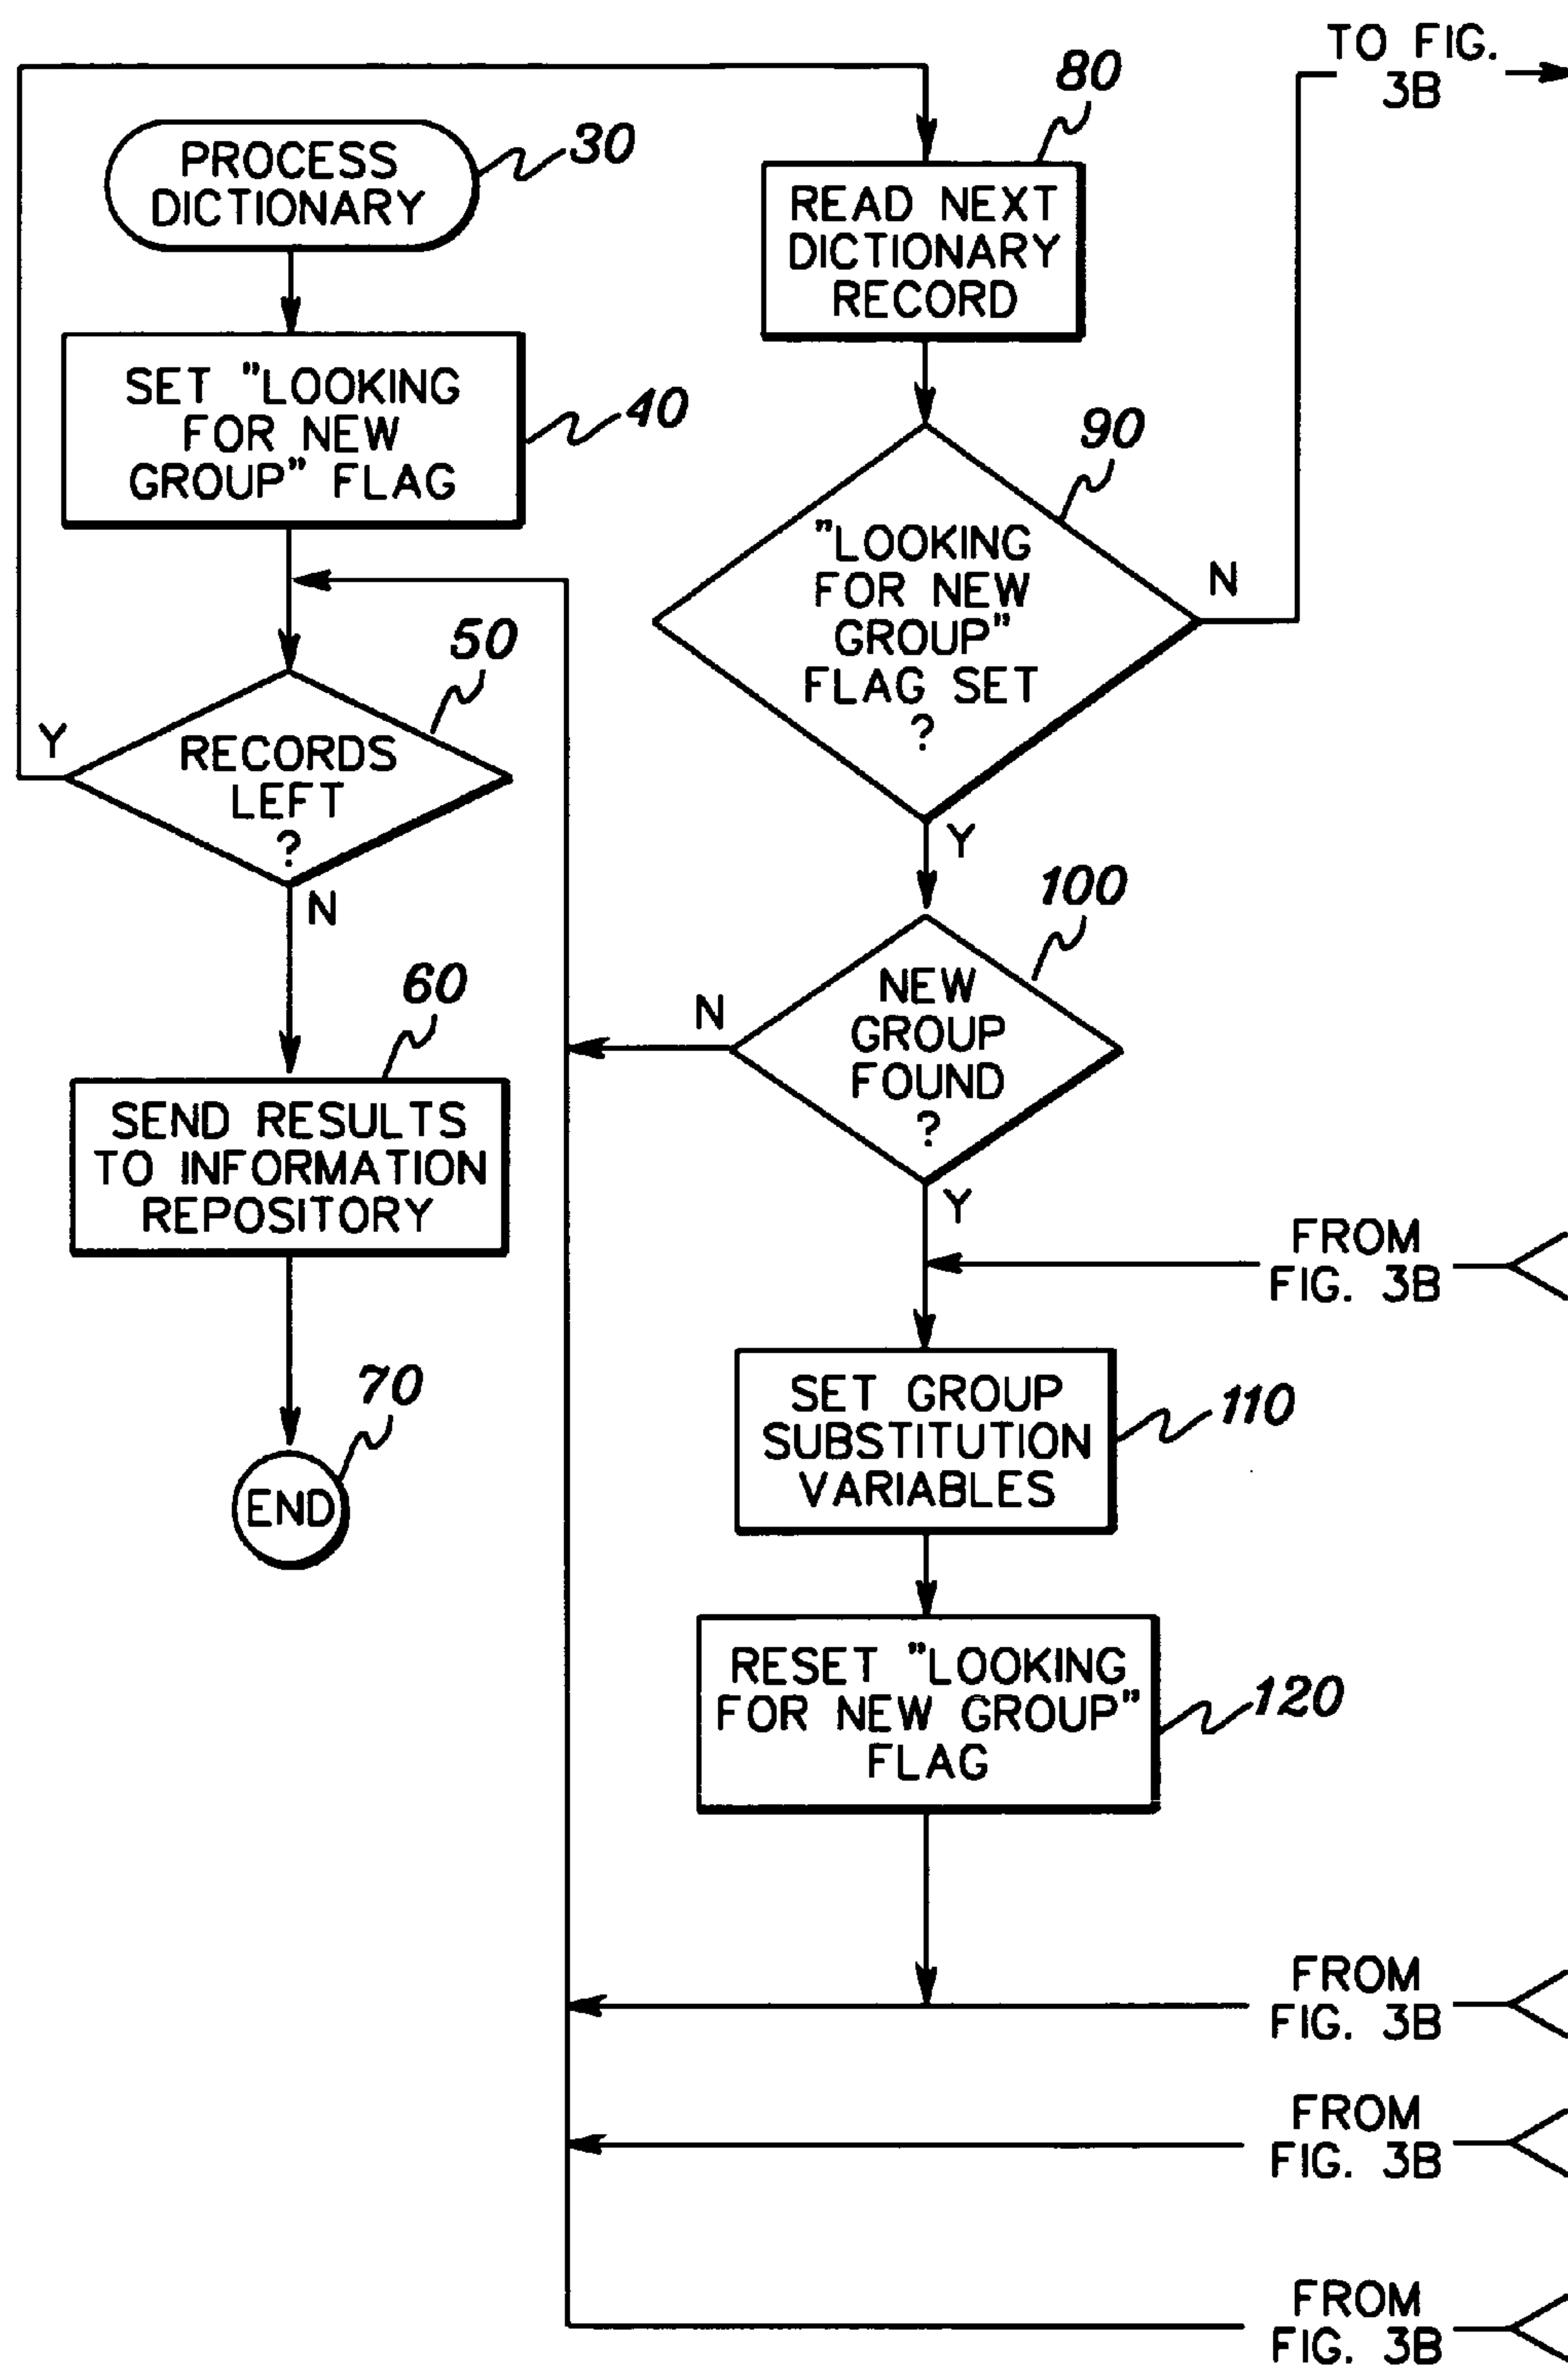 PROCESS
DICTIONARY
30
SET "LOOKING
FOR NEW
GROUP" FLAG
40
50
Y
RECORDS
LEFT
?
N
60
SEND RESULTS
TO INFORMATION
REPOSITORY
70
END
80
READ NEXT
DICTIONARY
RECORD
90
"LOOKING
FOR NEW
GROUP"
FLAG SET
?
N
TO FIG.
3B
Y
100
NEW
GROUP
FOUND
?
N
Y
FROM
FIG. 3B
SET GROUP
SUBSTITUTION
VARIABLES
110
RESET "LOOKING
FOR NEW GROUP"
FLAG
120
FROM
FIG. 3B
FROM
FIG. 3B
FROM
FIG. 3B